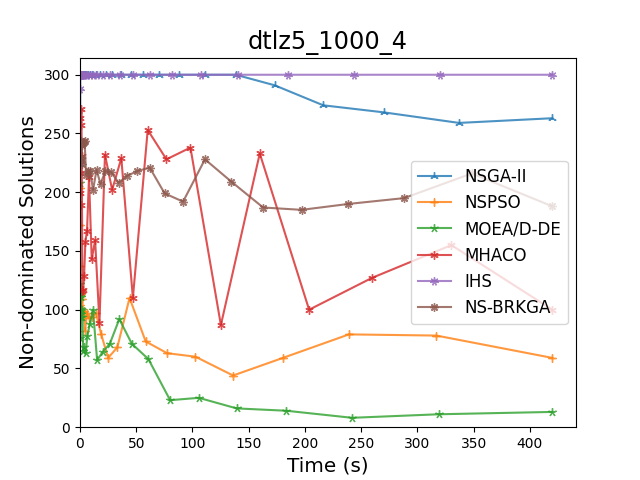 dtlz5_1000_4
Non-dominated Solutions
300
250
200
150
100
50
0
NSGA-II
NSPSO
MOEA/D-DE
MHACO
IHS
NS-BRKGA
0 50 100 150 200 250 300 350 400
Time (s)